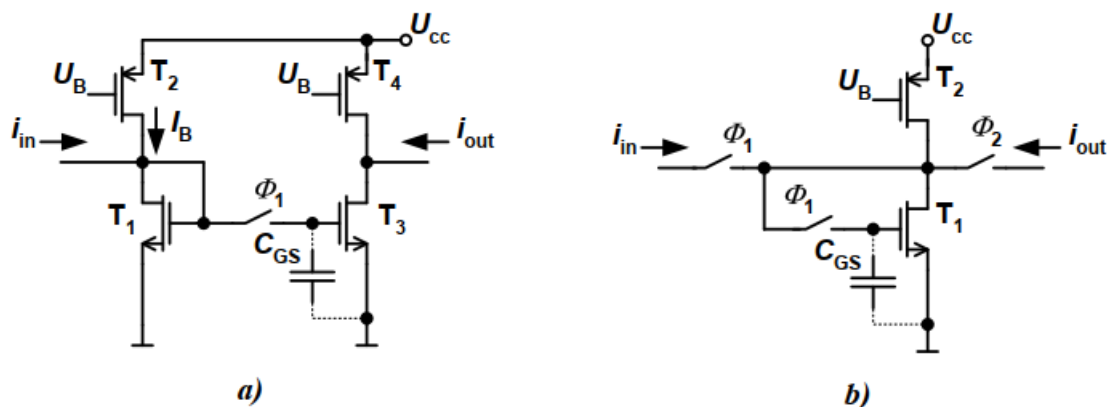 U_cc
U_B T_2 U_B T_4
i_in I_B i_out
T_1 Φ_1 T_3
C_GS
a)
U_cc
U_B T_2
i_in Φ_1 Φ_2 i_out
Φ_1 T_1
C_GS
b)